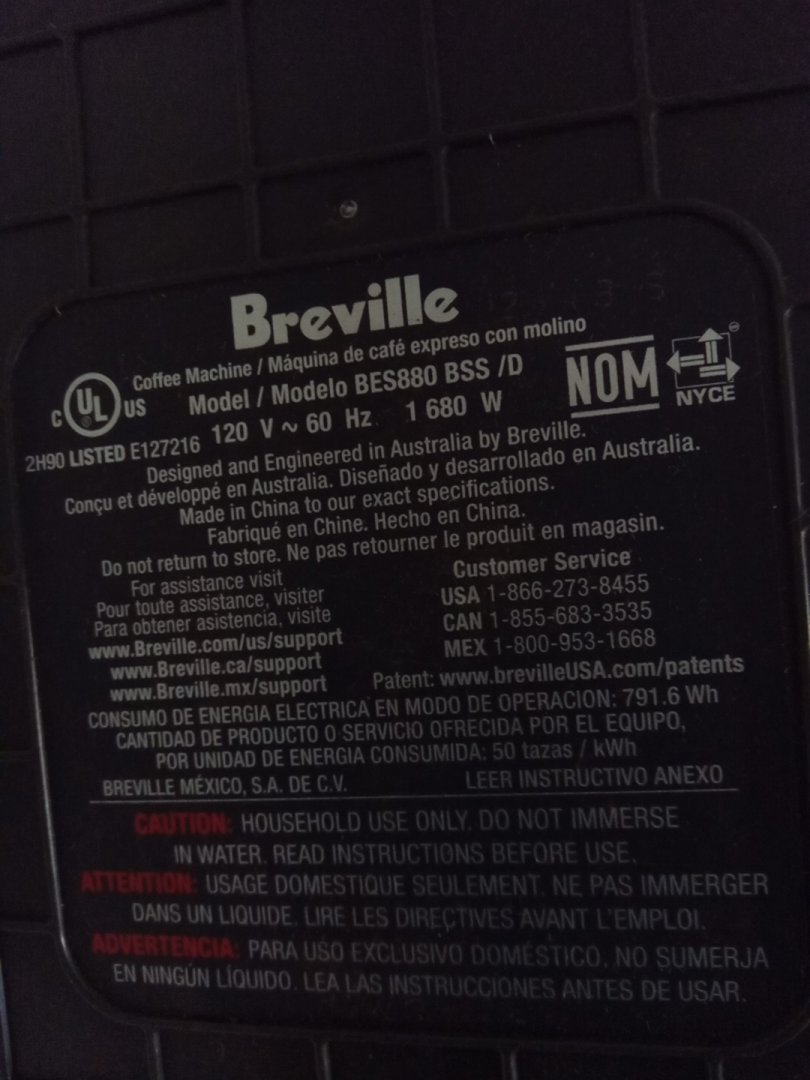 Breville
Coffee Machine / Máquina de café expreso con molino
Model / Modelo BES880 BSS /D
C UL US
NOM
NYCE
2H90 LISTED E127216 120 V ~ 60 Hz 1 680 W
Designed and Engineered in Australia by Breville.
Conçu et développé en Australia. Diseñado y desarrollado en Australia.
Made in China to our exact specifications.
Fabriqué en Chine. Hecho en China.
Do not return to store. Ne pas retourner le produit en magasin.
For assistance visit
Pour toute assistance, visiter
Para obtener asistencia, visite
www.Breville.com/us/support
www.Breville.ca/support
www.Breville.mx/support
Customer Service
USA 1-866-273-8455
CAN 1-855-683-3535
MEX 1-800-953-1668
Patent: www.brevilleUSA.com/patents
CONSUMO DE ENERGIA ELECTRICA EN MODO DE OPERACION: 791.6 Wh
CANTIDAD DE PRODUCTO O SERVICIO OFRECIDA POR EL EQUIPO,
POR UNIDAD DE ENERGIA CONSUMIDA: 50 tazas / kWh
BREVILLE MÉXICO, S.A. DE C.V. LEER INSTRUCTIVO ANEXO
CAUTION: HOUSEHOLD USE ONLY. DO NOT IMMERSE
IN WATER. READ INSTRUCTIONS BEFORE USE.
ATTENTION: USAGE DOMESTIQUE SEULEMENT. NE PAS IMMERGER
DANS UN LIQUIDE. LIRE LES DIRECTIVES AVANT L'EMPLOI.
ADVERTENCIA: PARA USO EXCLUSIVO DOMÉSTICO. NO SUMERJA
EN NINGÚN LÍQUIDO. LEA LAS INSTRUCCIONES ANTES DE USAR.